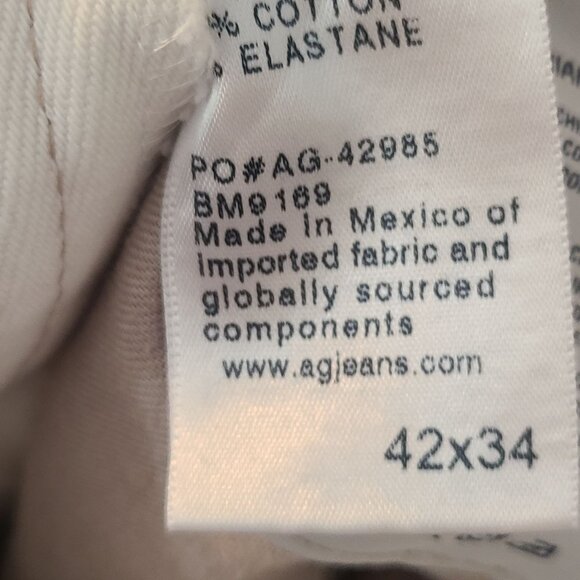 % COTTON
% ELASTANE
PO#AG-42985
BM9169
Made in Mexico of
imported fabric and
globally sourced
components
www.agjeans.com
42x34